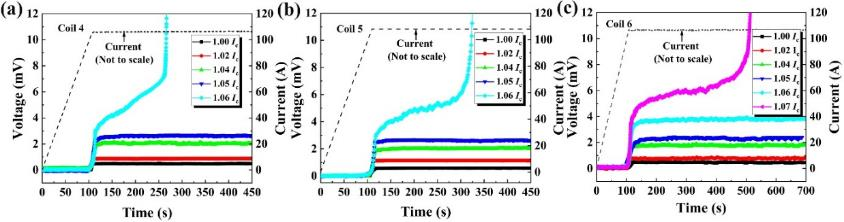 (a)
Coil 4
Current
(Not to scale)
1.00 Ic
1.02 Ic
1.04 Ic
1.05 Ic
1.06 Ic
Voltage (mV)
12
10
8
6
4
2
0
Current (A)
120
100
80
60
40
20
0
0 50 100 150 200 250 300 350 400 450
Time (s)
(b)
Coil 5
Current
(Not to scale)
1.00 Ic
1.02 Ic
1.04 Ic
1.05 Ic
1.06 Ic
Voltage (mV)
12
10
8
6
4
2
0
Current (A)
120
100
80
60
40
20
0
0 50 100 150 200 250 300 350 400 450
Time (s)
(c)
Coil 6
Current
(Not to scale)
1.00 Ic
1.02 Ic
1.04 Ic
1.05 Ic
1.06 Ic
1.07 Ic
Voltage (mV)
12
10
8
6
4
2
0
Current (A)
120
100
80
60
40
20
0
0 100 200 300 400 500 600 700
Time (s)